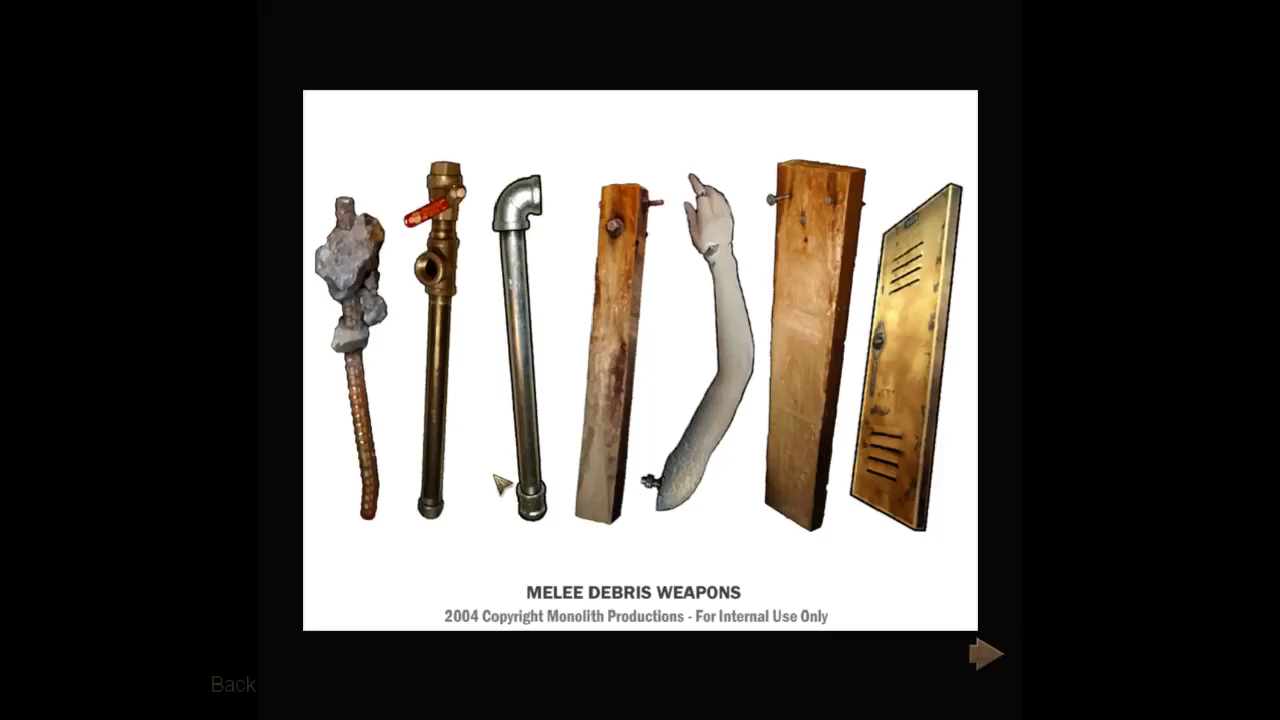 MELEE DEBRIS WEAPONS
2004 Copyright Monolith Productions - For Internal Use Only
Back